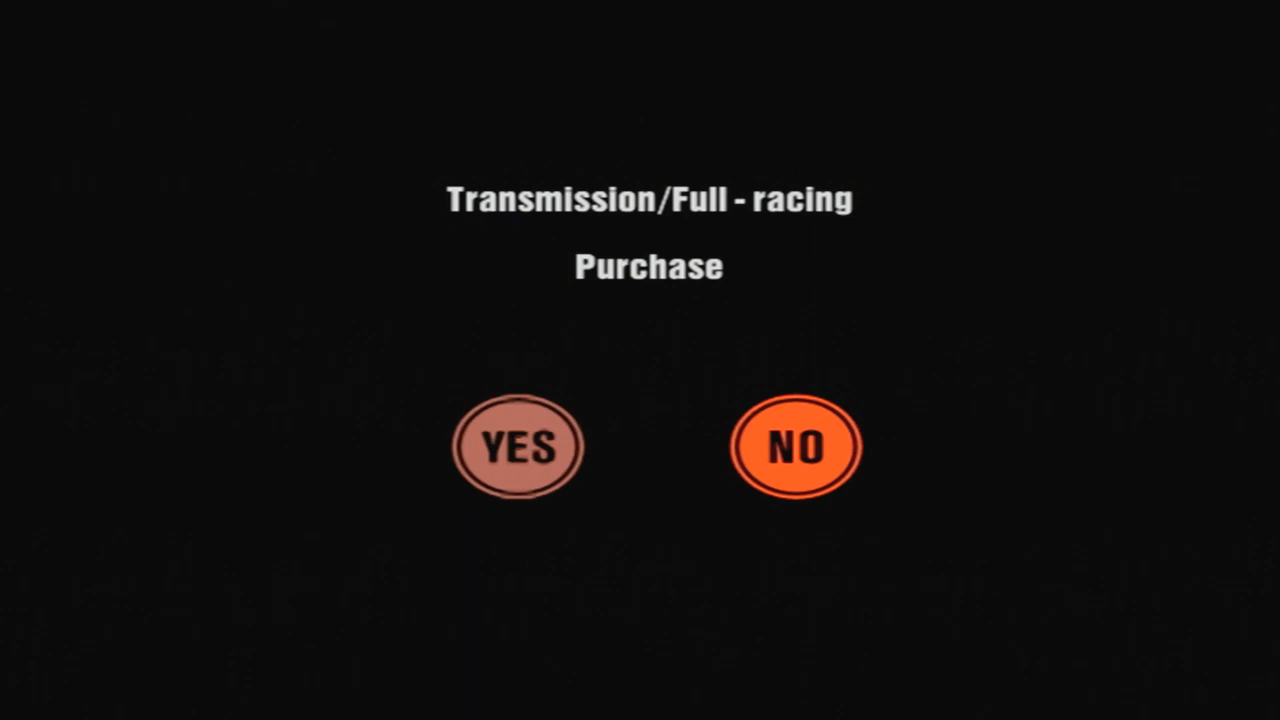 Transmission/Full - racing
Purchase
YES NO